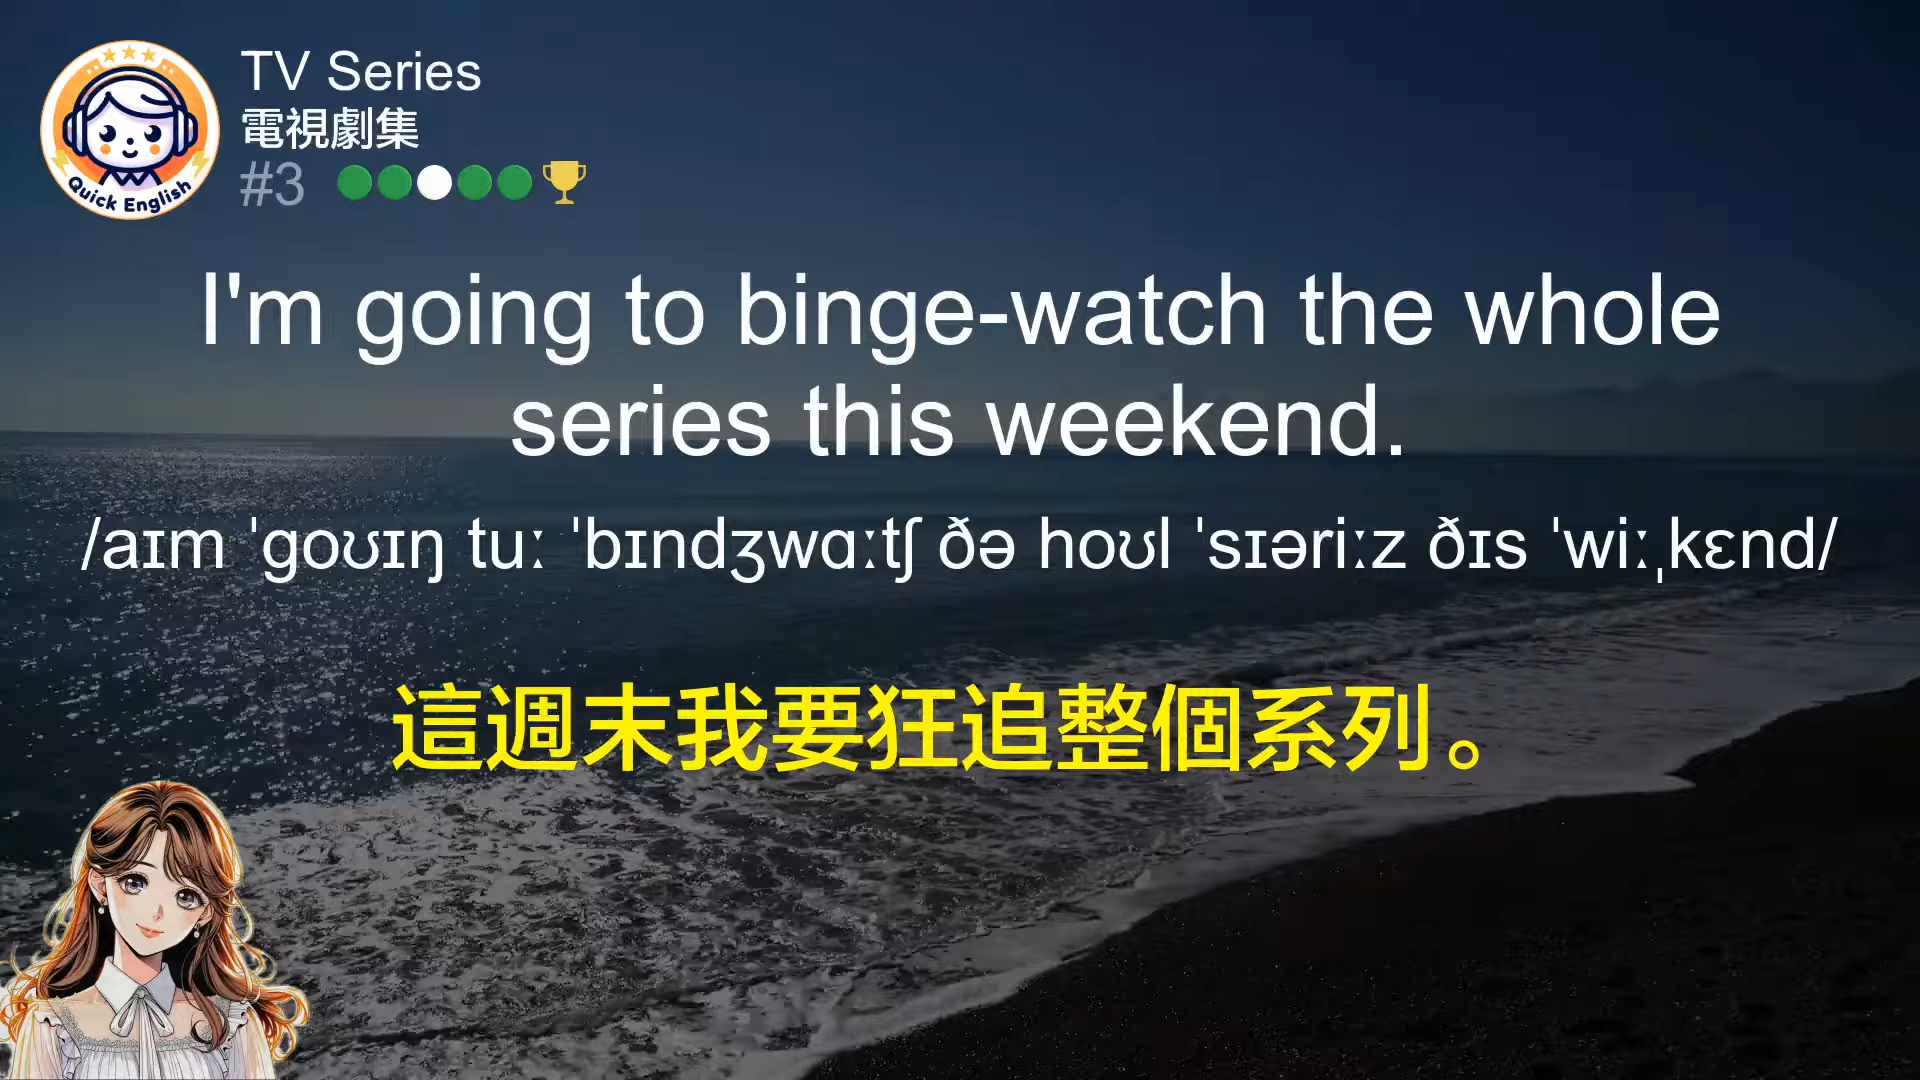 Quick English
TV Series
電視劇集
#3
I'm going to binge-watch the whole
series this weekend.
/aɪm ˈɡoʊɪŋ tuː ˈbɪndʒwɑːtʃ ðə hoʊl ˈsɪəriːz ðɪs ˈwiːˌkɛnd/
這週末我要狂追整個系列。